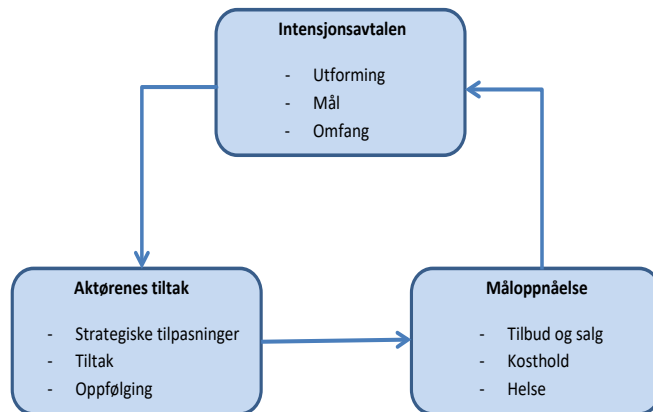 Intensjonsavtalen
- Utforming
- Mål
- Omfang
Aktørenes tiltak
- Strategiske tilpasninger
- Tiltak
- Oppfølging
Måloppnåelse
- Tilbud og salg
- Kosthold
- Helse